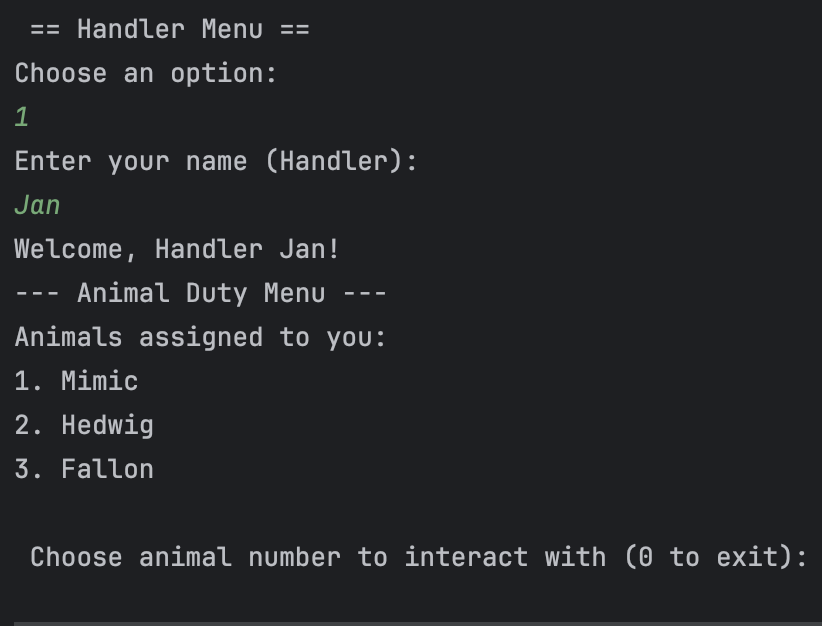 == Handler Menu ==
Choose an option:
1
Enter your name (Handler):
Jan
Welcome, Handler Jan!
--- Animal Duty Menu ---
Animals assigned to you:
1. Mimic
2. Hedwig
3. Fallon
Choose animal number to interact with (0 to exit):